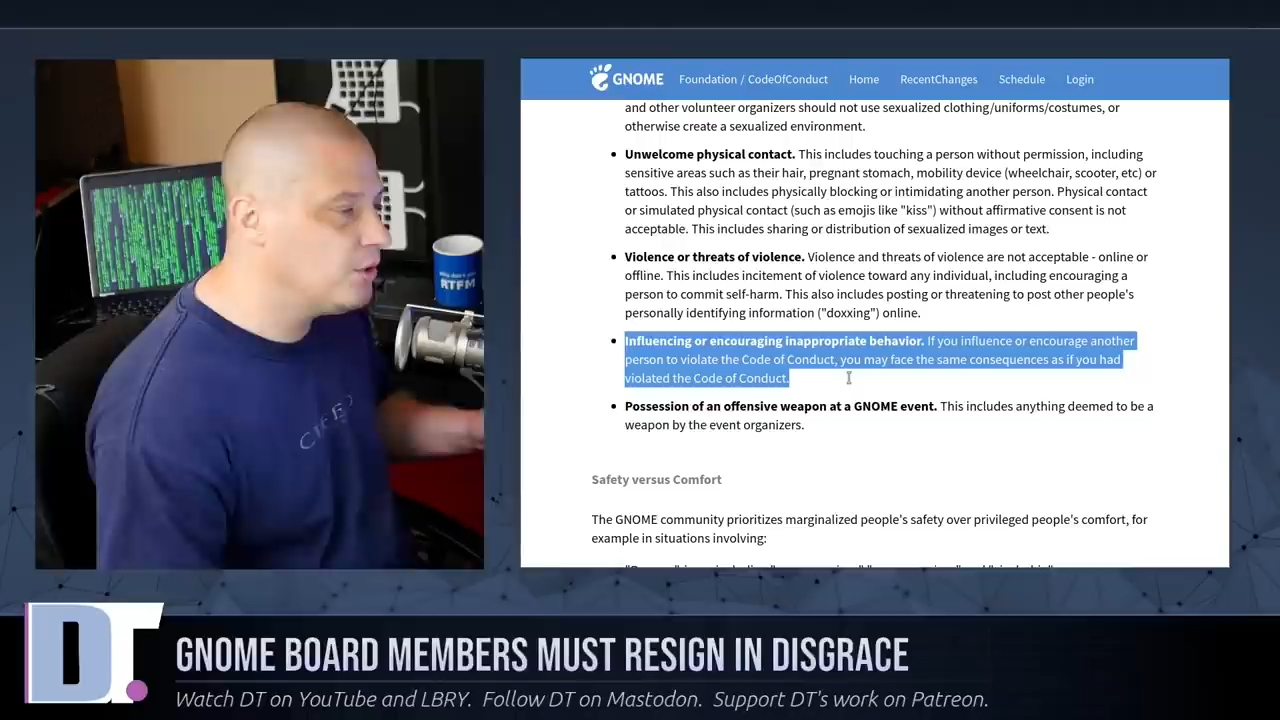 GNOME Foundation / CodeOfConduct Home RecentChanges Schedule Login
and other volunteer organizers should not use sexualized clothing/uniforms/costumes, or
otherwise create a sexualized environment.
• Unwelcome physical contact. This includes touching a person without permission, including
sensitive areas such as their hair, pregnant stomach, mobility device (wheelchair, scooter, etc) or
tattoos. This also includes physically blocking or intimidating another person. Physical contact
or simulated physical contact (such as emojis like "kiss") without affirmative consent is not
acceptable. This includes sharing or distribution of sexualized images or text.
• Violence or threats of violence. Violence and threats of violence are not acceptable - online or
offline. This includes incitement of violence toward any individual, including encouraging a
person to commit self-harm. This also includes posting or threatening to post other people's
personally identifying information ("doxxing") online.
• Influencing or encouraging inappropriate behavior. If you influence or encourage another
person to violate the Code of Conduct, you may face the same consequences as if you had
violated the Code of Conduct.
• Possession of an offensive weapon at a GNOME event. This includes anything deemed to be a
weapon by the event organizers.
Safety versus Comfort
The GNOME community prioritizes marginalized people's safety over privileged people's comfort, for
example in situations involving:
RTFM
DT.
GNOME BOARD MEMBERS MUST RESIGN IN DISGRACE
Watch DT on YouTube and LBRY. Follow DT on Mastodon. Support DT's work on Patreon.